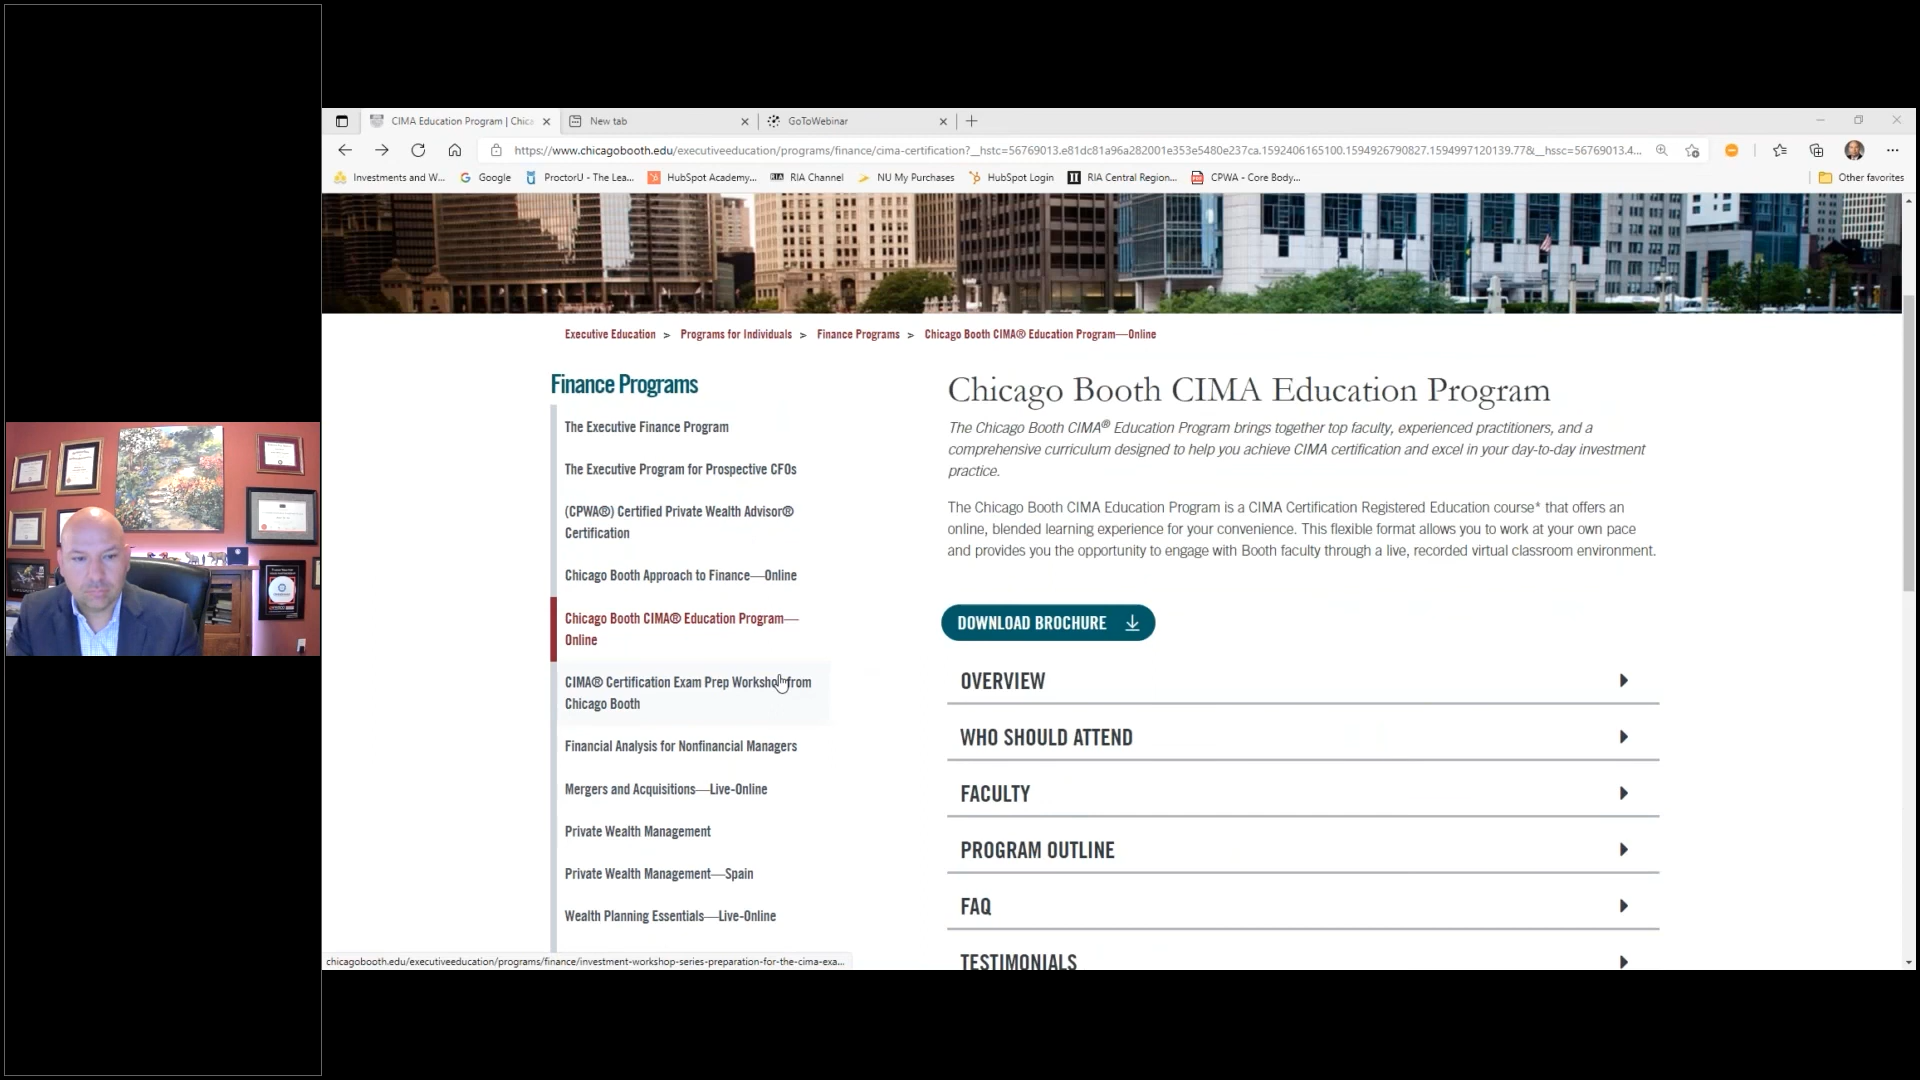 CIMA Education Program | Chica
New tab
GoToWebinar
https://www.chicagobooth.edu/executiveeducation/programs/finance/cima-certification?__hstc=56769013.e81dc81a96a282001e353e5480e237ca.1592406165100.1594926790827.1594997120139.77&__hssc=56769013.4...
Investments and W...
Google
ProctorU - The Lea...
HubSpot Academy...
RIA Channel
NU My Purchases
HubSpot Login
RIA Central Region...
CPWA - Core Body...
Other favorites
Executive Education > Programs for Individuals > Finance Programs > Chicago Booth CIMA® Education Program—Online
Finance Programs
The Executive Finance Program
The Executive Program for Prospective CFOs
(CPWA®) Certified Private Wealth Advisor®
Certification
Chicago Booth Approach to Finance—Online
Chicago Booth CIMA® Education Program—
Online
CIMA® Certification Exam Prep Workshop from
Chicago Booth
Financial Analysis for Nonfinancial Managers
Mergers and Acquisitions—Live-Online
Private Wealth Management
Private Wealth Management—Spain
Wealth Planning Essentials—Live-Online
Chicago Booth CIMA Education Program
The Chicago Booth CIMA® Education Program brings together top faculty, experienced practitioners, and a
comprehensive curriculum designed to help you achieve CIMA certification and excel in your day-to-day investment
practice.
The Chicago Booth CIMA Education Program is a CIMA Certification Registered Education course* that offers an
online, blended learning experience for your convenience. This flexible format allows you to work at your own pace
and provides you the opportunity to engage with Booth faculty through a live, recorded virtual classroom environment.
DOWNLOAD BROCHURE
OVERVIEW
WHO SHOULD ATTEND
FACULTY
PROGRAM OUTLINE
FAQ
TESTIMONIALS
chicagobooth.edu/executiveeducation/programs/finance/investment-workshop-series-preparation-for-the-cima-exa...